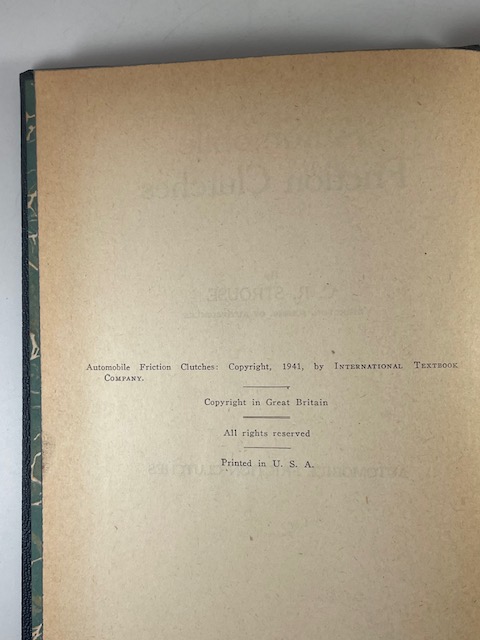 Automobile Friction Clutches: Copyright, 1941, by INTERNATIONAL TEXTBOOK
COMPANY.
Copyright in Great Britain
All rights reserved
Printed in U. S. A.